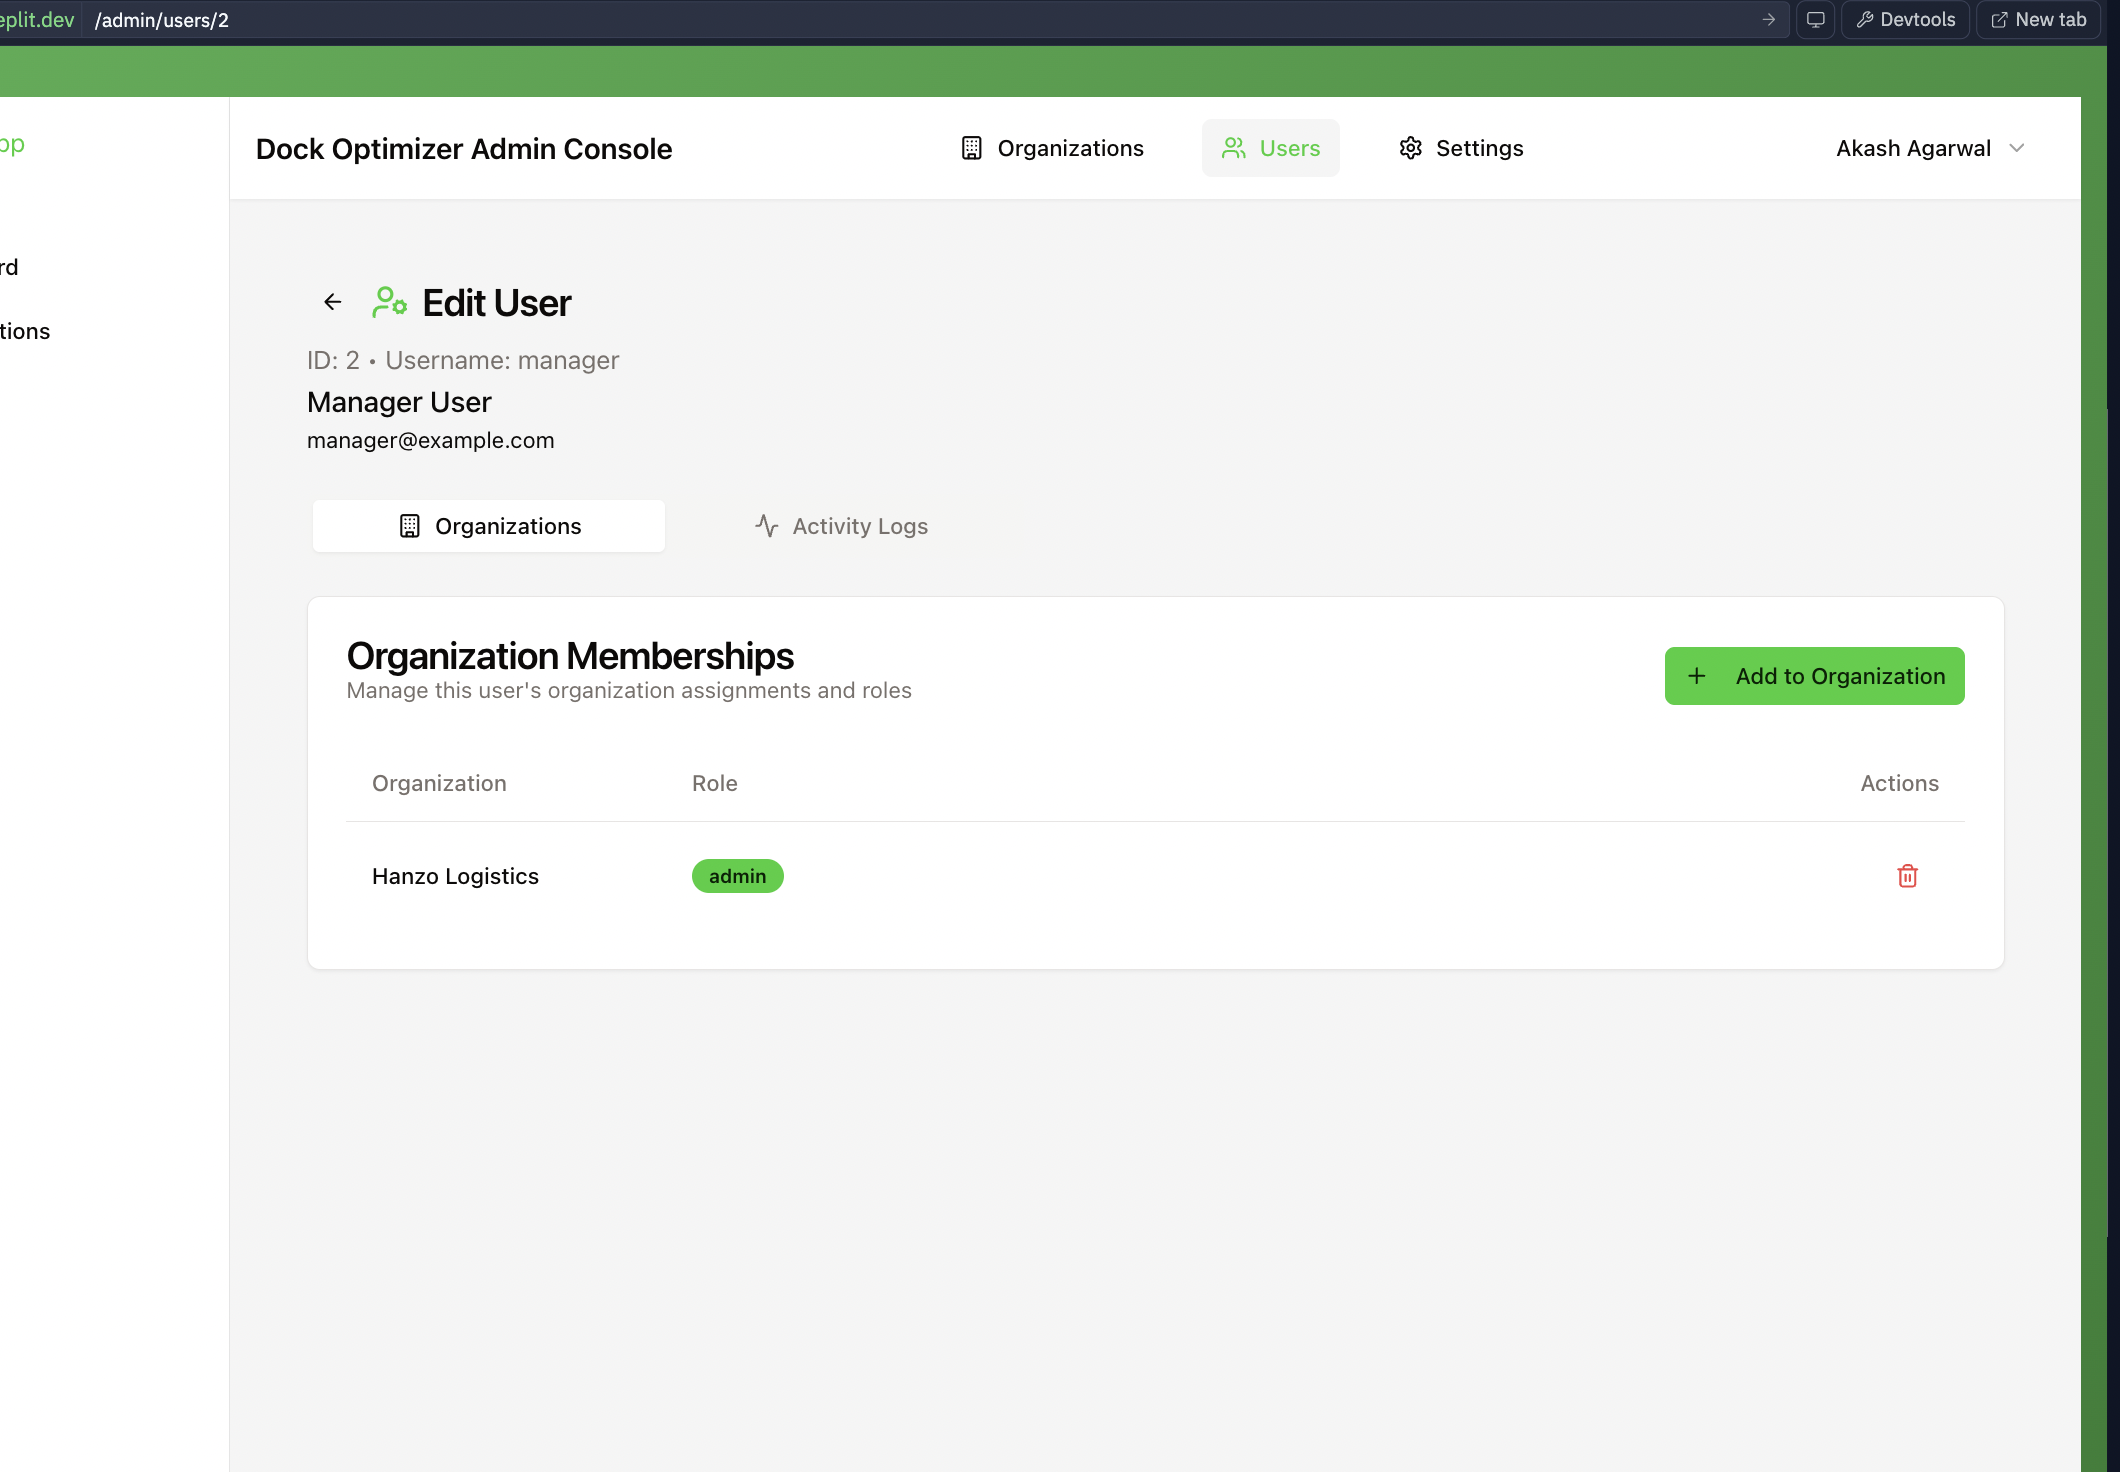 eplit.dev /admin/users/2 Devtools New tab
pp
rd
tions
Dock Optimizer Admin Console Organizations Users Settings Akash Agarwal
Edit User
ID: 2 • Username: manager
Manager User
manager@example.com
Organizations Activity Logs
Organization Memberships
Manage this user's organization assignments and roles
Add to Organization
Organization Role Actions
Hanzo Logistics admin